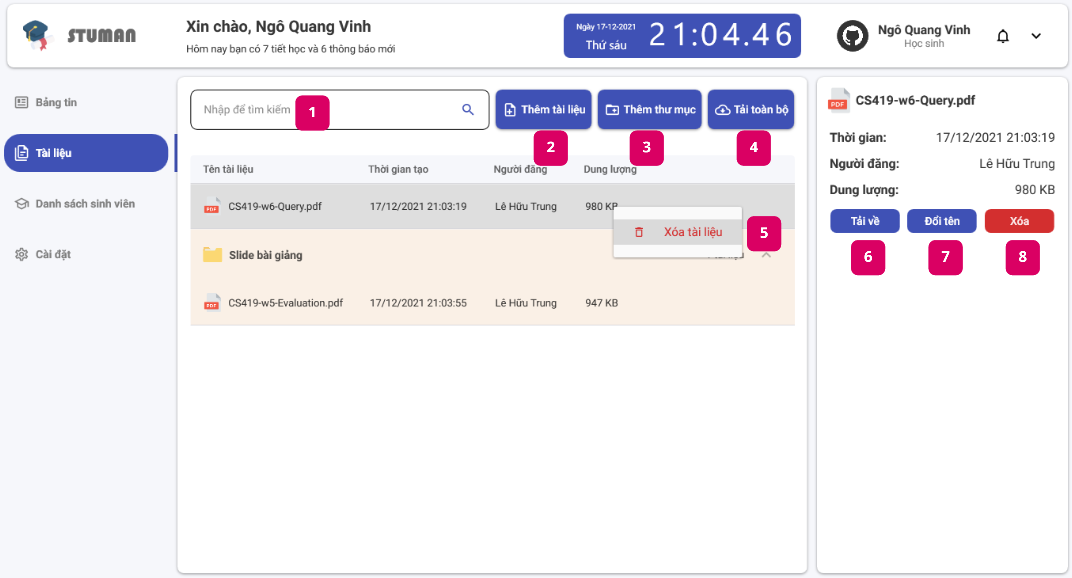 STUMAN
Xin chào, Ngô Quang Vinh
Hôm nay bạn có 7 tiết học và 6 thông báo mới
Ngày 17-12-2021
Thứ sáu
21:04.46
Ngô Quang Vinh
Học sinh
Bảng tin
Tài liệu
Danh sách sinh viên
Cài đặt
Nhập để tìm kiếm
1
Thêm tài liệu
Thêm thư mục
Tải toàn bộ
2
3
4
Tên tài liệu Thời gian tạo Người đăng Dung lượng
PDF CS419-w6-Query.pdf 17/12/2021 21:03:19 Lê Hữu Trung 980 KB
Xóa tài liệu
5
Slide bài giảng
PDF CS419-w5-Evaluation.pdf 17/12/2021 21:03:55 Lê Hữu Trung 947 KB
PDF CS419-w6-Query.pdf
Thời gian: 17/12/2021 21:03:19
Người đăng: Lê Hữu Trung
Dung lượng: 980 KB
Tải về Đổi tên Xóa
6 7 8